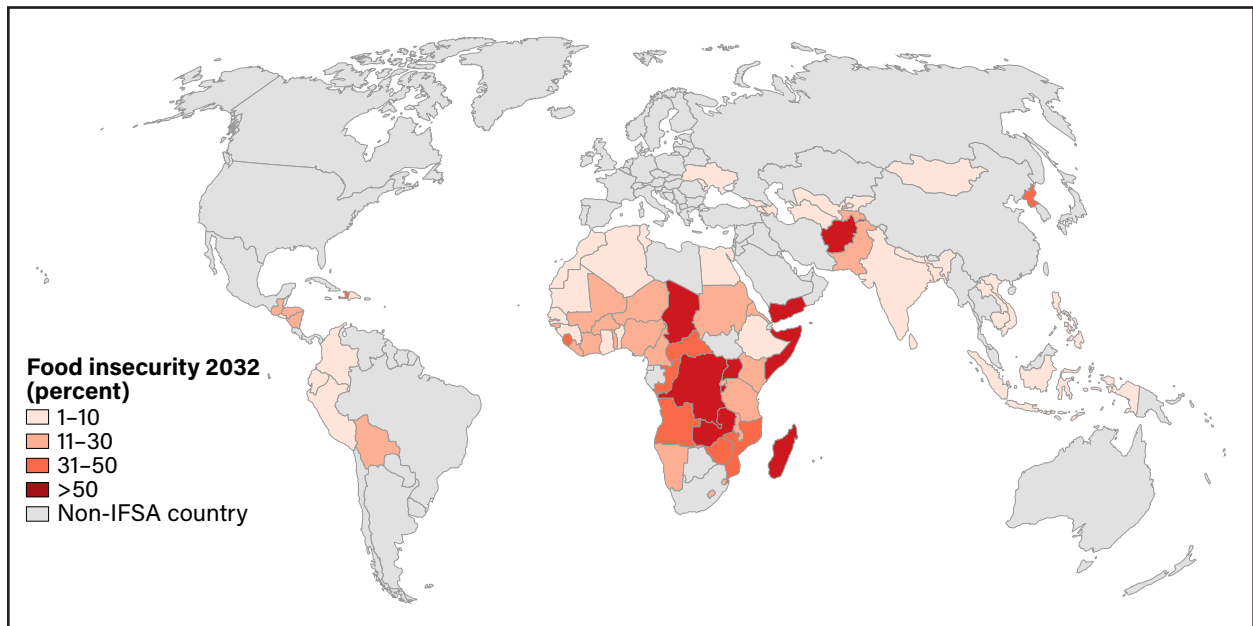 Food insecurity 2032
(percent)
1–10
11–30
31–50
>50
Non-IFSA country